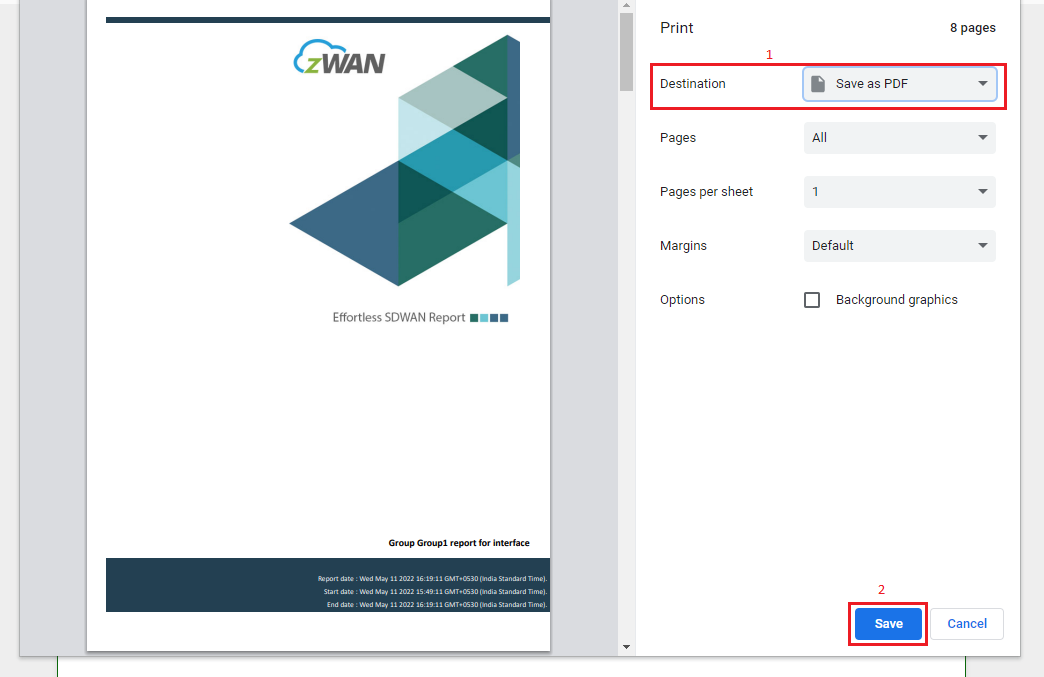 zWAN
Effortless SDWAN Report
Group Group1 report for interface
Report date : Wed May 11 2022 16:19:11 GMT+0530 (India Standard Time).
Start date : Wed May 11 2022 15:49:11 GMT+0530 (India Standard Time).
End date : Wed May 11 2022 16:19:11 GMT+0530 (India Standard Time).
Print 8 pages
1
Destination Save as PDF
Pages All
Pages per sheet 1
Margins Default
Options Background graphics
2
Save Cancel